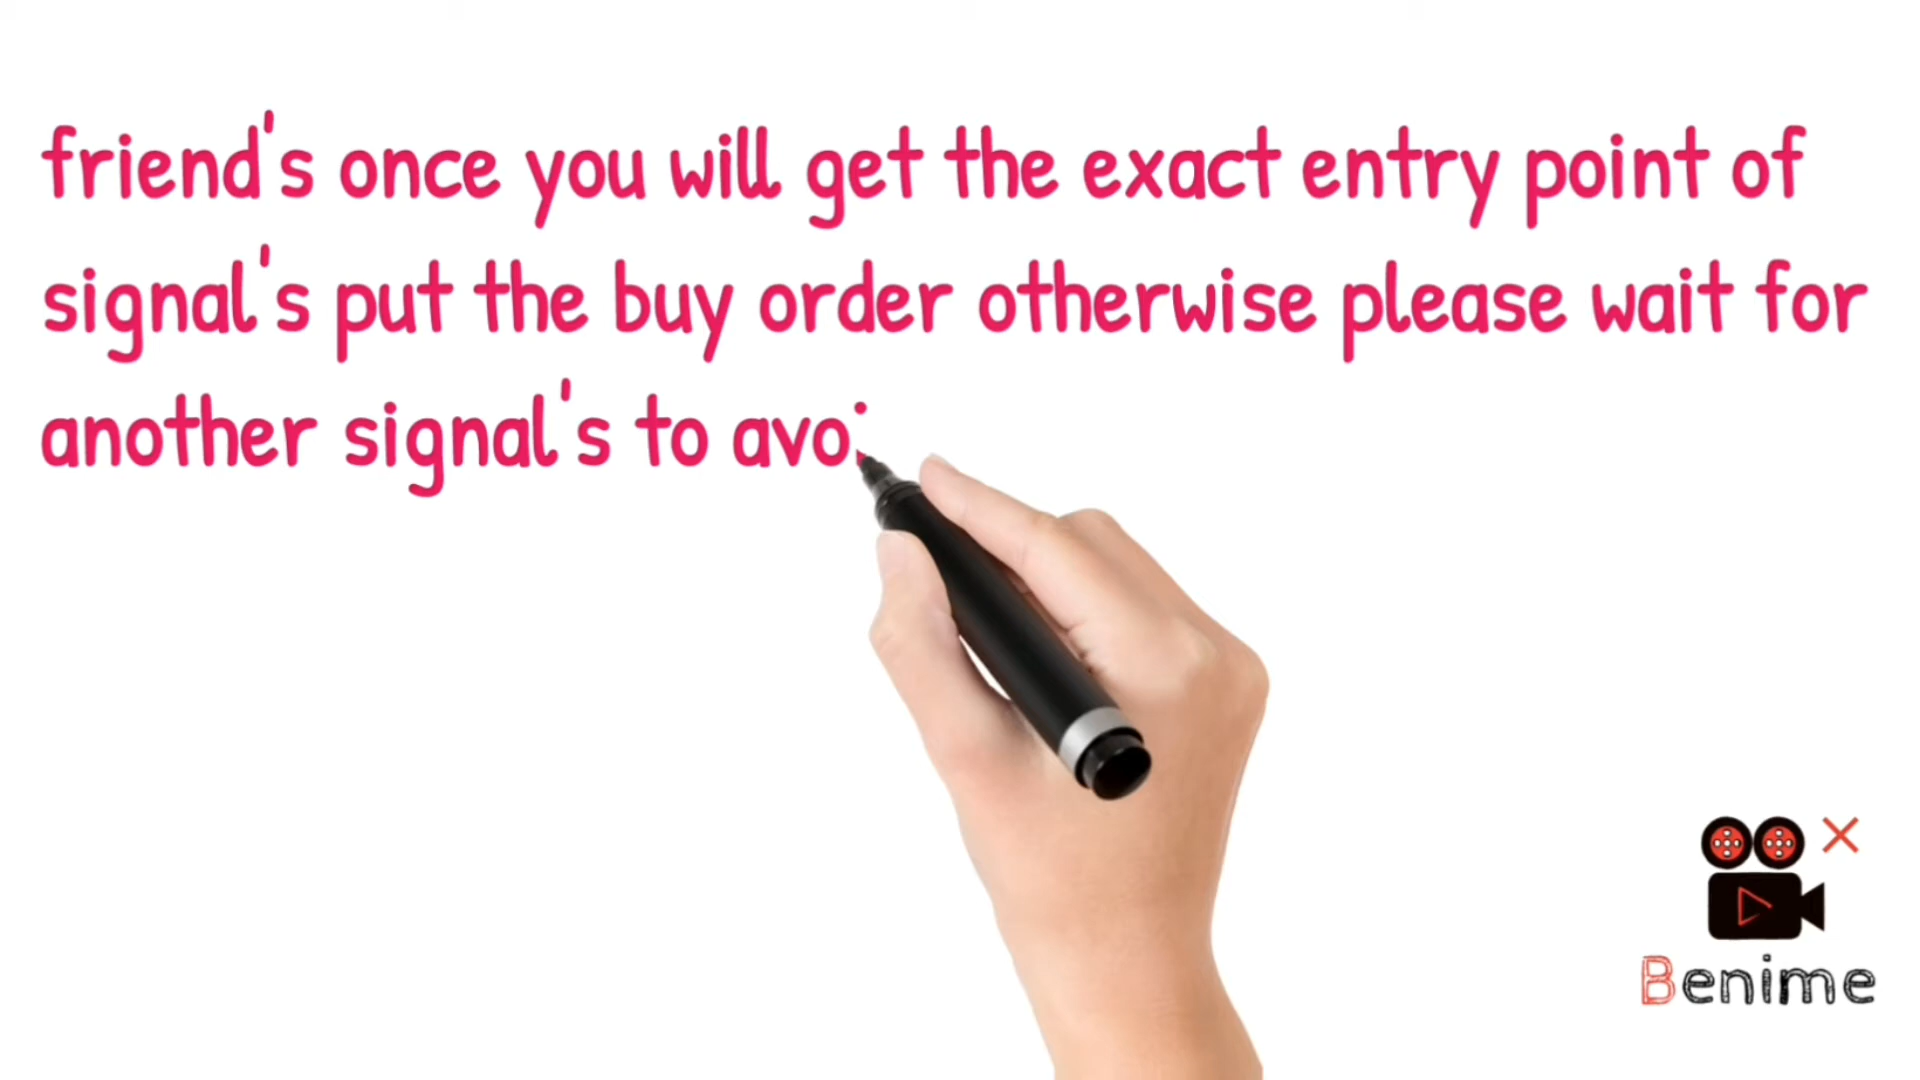 friend's once you will get the exact entry point of
signal's put the buy order otherwise please wait for
another signal's to avo
Benime